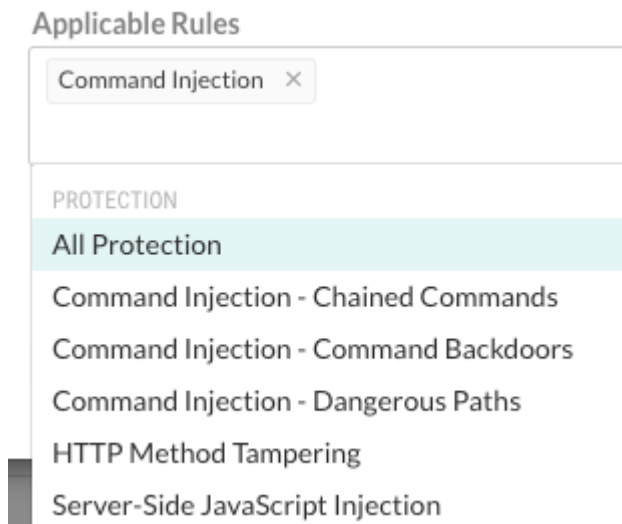 Applicable Rules
Command Injection ×
PROTECTION
All Protection
Command Injection - Chained Commands
Command Injection - Command Backdoors
Command Injection - Dangerous Paths
HTTP Method Tampering
Server-Side JavaScript Injection